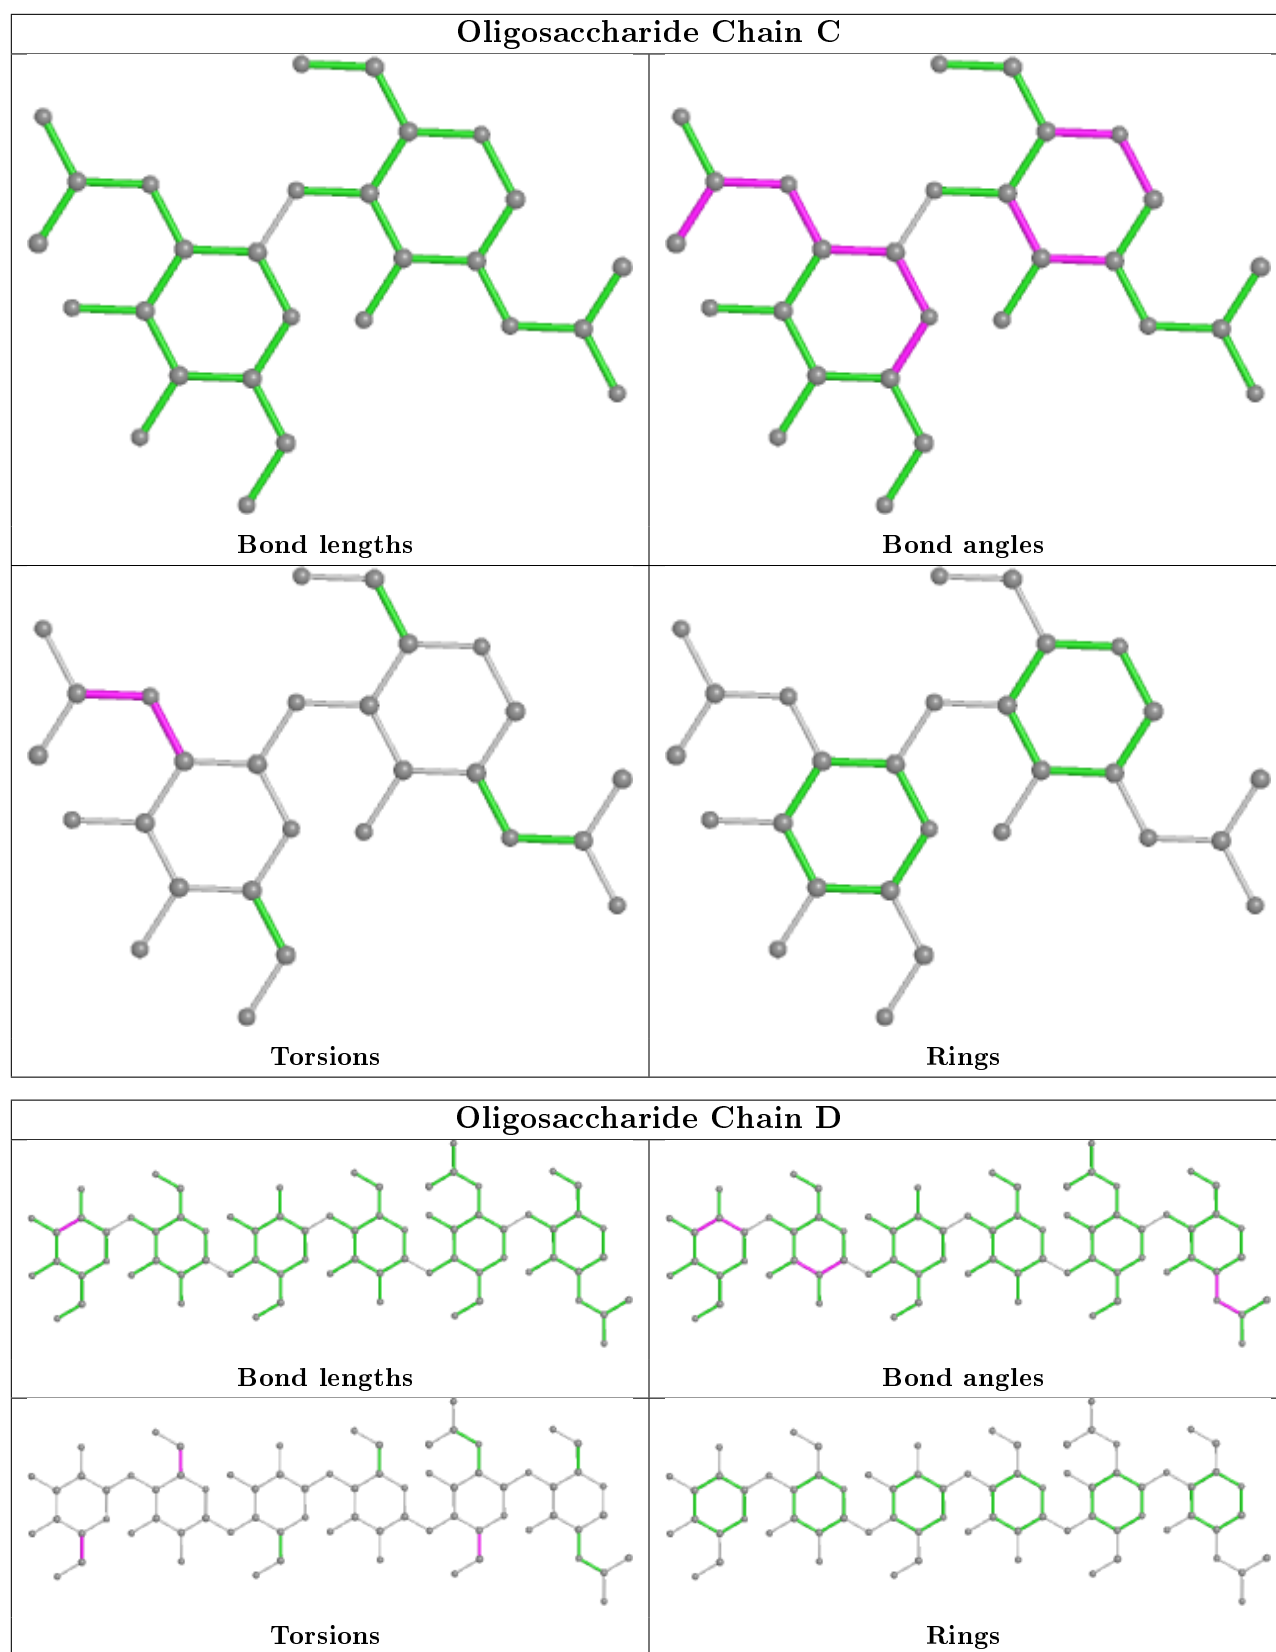 Oligosaccharide Chain C
Bond lengths
Bond angles
Torsions
Rings
Oligosaccharide Chain D
Bond lengths
Bond angles
Torsions
Rings